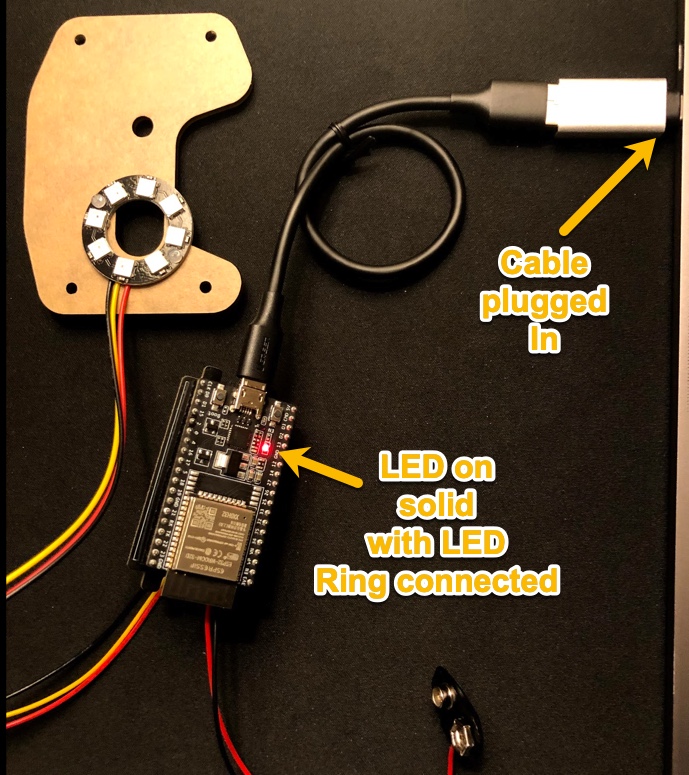 Cable
plugged
In
LED on
solid
with LED
Ring connected